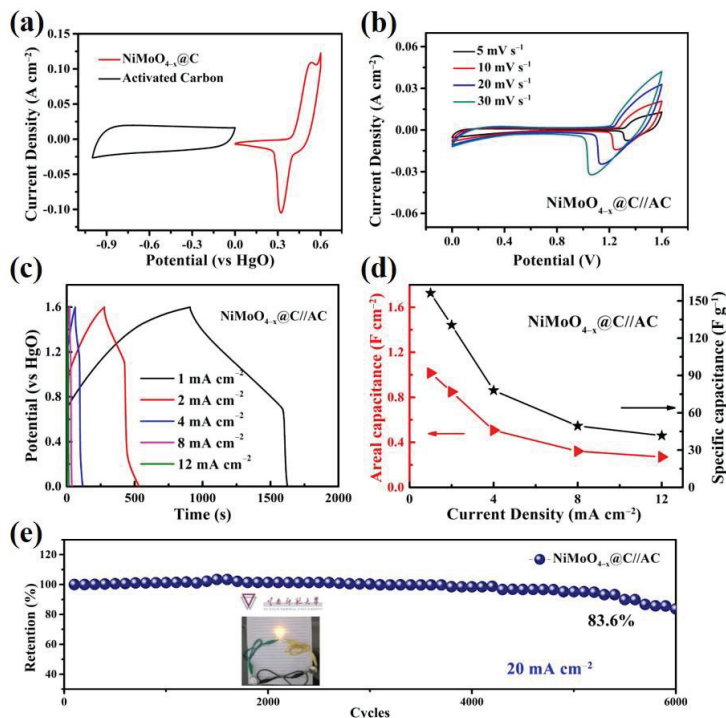 (a)
0.15
0.10
0.05
0.00
-0.05
-0.10
-0.9 -0.6 -0.3 0.0 0.3 0.6
Current Density (A cm⁻²)
Potential (vs HgO)
NiMoO₄₋ₓ@C
Activated Carbon
(b)
0.06
0.03
0.00
-0.03
-0.06
0.0 0.4 0.8 1.2 1.6
Current Density (A cm⁻²)
Potential (V)
5 mV s⁻¹
10 mV s⁻¹
20 mV s⁻¹
30 mV s⁻¹
NiMoO₄₋ₓ@C//AC
(c)
1.6
1.2
0.8
0.4
0.0
0 500 1000 1500 2000
Potential (vs HgO)
Time (s)
NiMoO₄₋ₓ@C//AC
1 mA cm⁻²
2 mA cm⁻²
4 mA cm⁻²
8 mA cm⁻²
12 mA cm⁻²
(d)
1.6
1.2
0.8
0.4
0.0
0 4 8 12
150
120
90
60
30
0
Areal capacitance (F cm⁻²)
Specific capacitance (F g⁻¹)
Current Density (mA cm⁻²)
NiMoO₄₋ₓ@C//AC
(e)
120
100
80
60
40
0 2000 4000 6000
Retention (%)
Cycles
NiMoO₄₋ₓ@C//AC
83.6%
20 mA cm⁻²